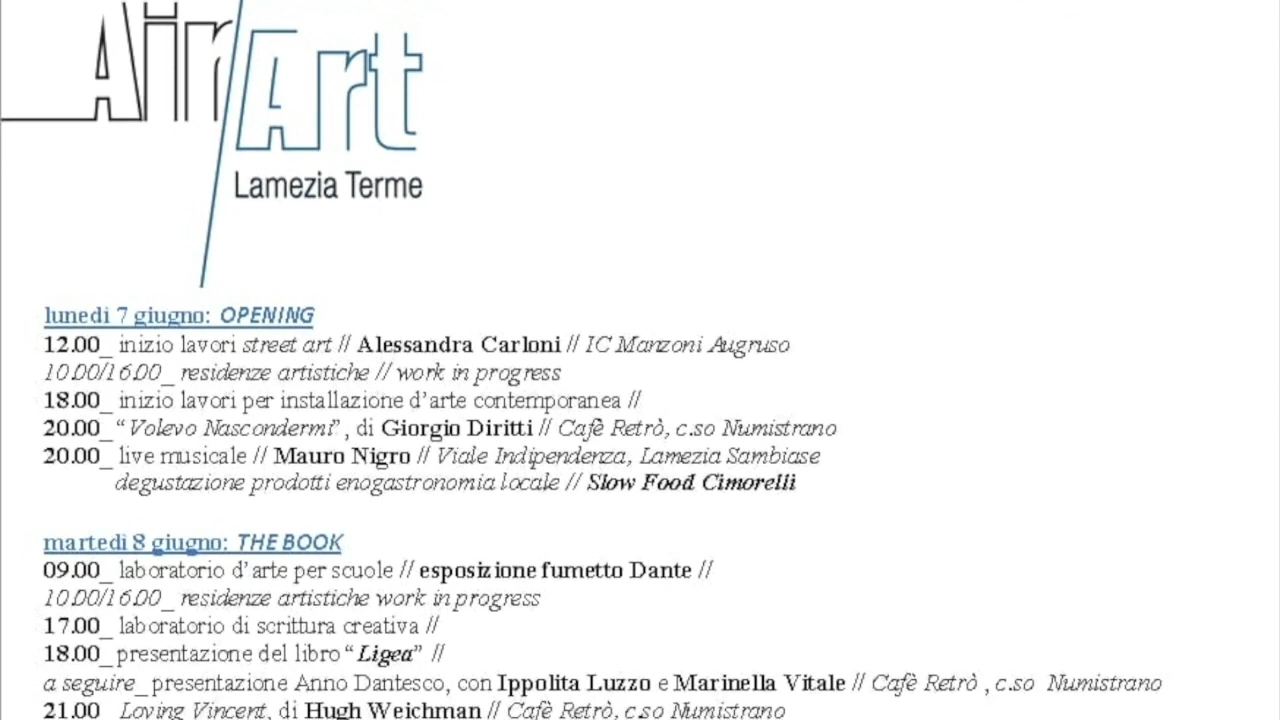 Air Art
Lamezia Terme
lunedì 7 giugno: OPENING
12.00_ inizio lavori street art // Alessandra Carloni // IC Manzoni Augruso
10.00/16.00_ residenze artistiche // work in progress
18.00_ inizio lavori per installazione d'arte contemporanea //
20.00_ “Volevo Nascondermi”, di Giorgio Diritti // Cafè Retrò, c.so Numistrano
20.00_ live musicale // Mauro Nigro // Viale Indipendenza, Lamezia Sambiase
degustazione prodotti enogastronomia locale // Slow Food Cimorelli
martedì 8 giugno: THE BOOK
09.00_ laboratorio d'arte per scuole // esposizione fumetto Dante //
10.00/16.00_ residenze artistiche work in progress
17.00_ laboratorio di scrittura creativa //
18.00_presentazione del libro “Ligea” //
a seguire_presentazione Anno Dantesco, con Ippolita Luzzo e Marinella Vitale // Cafè Retrò , c.so Numistrano
21.00_ Loving Vincent, di Hugh Weichman // Cafè Retrò, c.so Numistrano